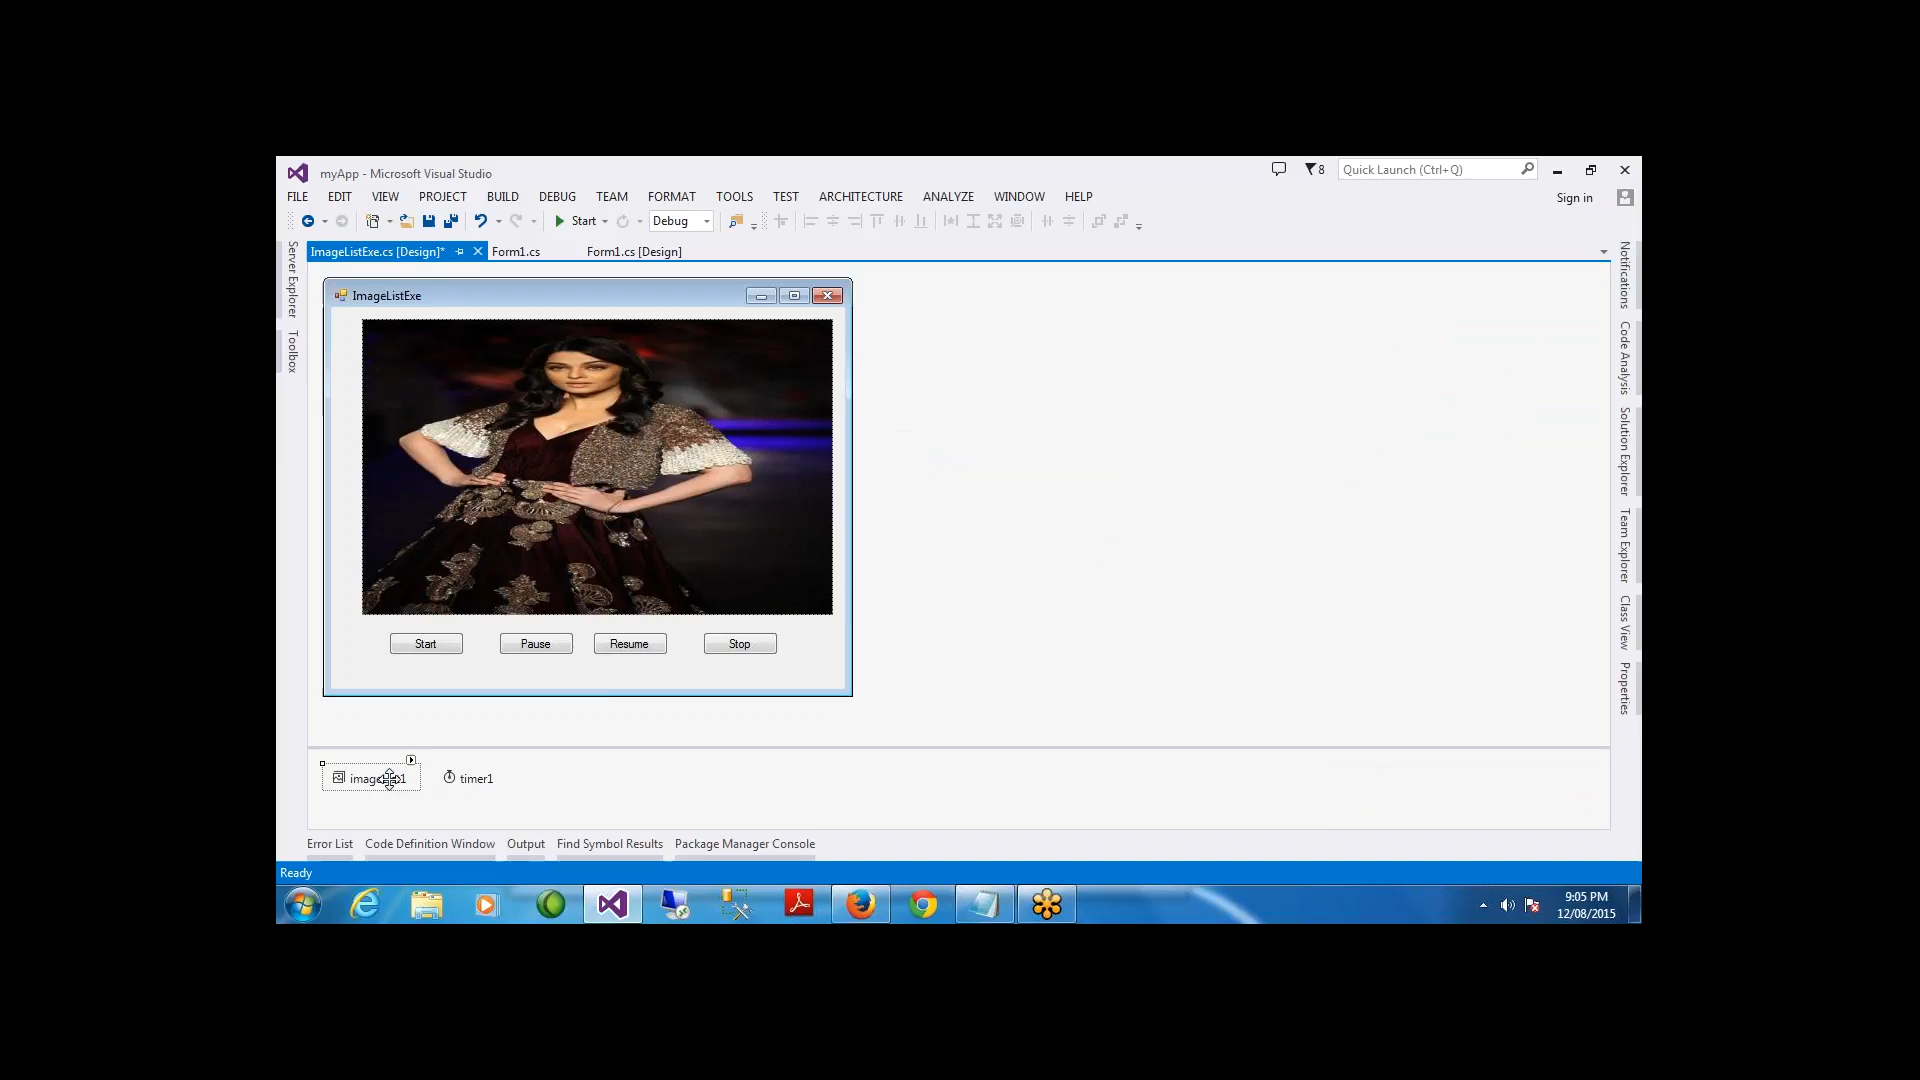 myApp - Microsoft Visual Studio
8
Quick Launch (Ctrl+Q)
FILE EDIT VIEW PROJECT BUILD DEBUG TEAM FORMAT TOOLS TEST ARCHITECTURE ANALYZE WINDOW HELP
Sign in
Start Debug
ImageListExe.cs [Design]* Form1.cs Form1.cs [Design]
Server Explorer
Toolbox
ImageListExe
Start Pause Resume Stop
timer1
Notifications
Code Analysis
Solution Explorer
Team Explorer
Class View
Properties
Error List Code Definition Window Output Find Symbol Results Package Manager Console
Ready
9:05 PM
12/08/2015